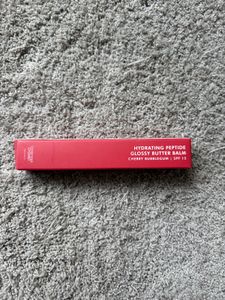 HYDRATING PEPTIDE
GLOSSY BUTTER BALM
CHERRY BUBBLEGUM | SPF 15